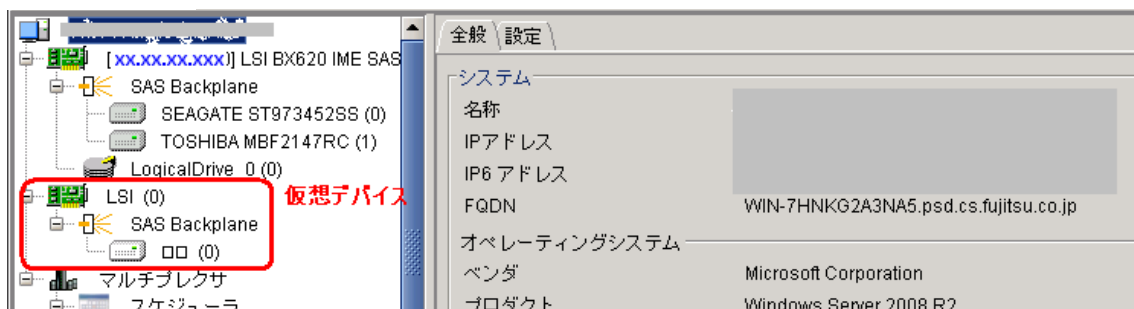 [xx.xx.xx.xxx)] LSI BX620 IME SAS
SAS Backplane
SEAGATE ST973452SS (0)
TOSHIBA MBF2147RC (1)
LogicalDrive_0 (0)
LSI (0)
仮想デバイス
SAS Backplane
□□ (0)
マルチプレクサ
スケジューラ
全般
設定
システム
名称
IPアドレス
IP6 アドレス
FQDN WIN-7HNKG2A3NA5.psd.cs.fujitsu.co.jp
オペレーティングシステム
ベンダ Microsoft Corporation
プロダクト Windows Server 2008 R2